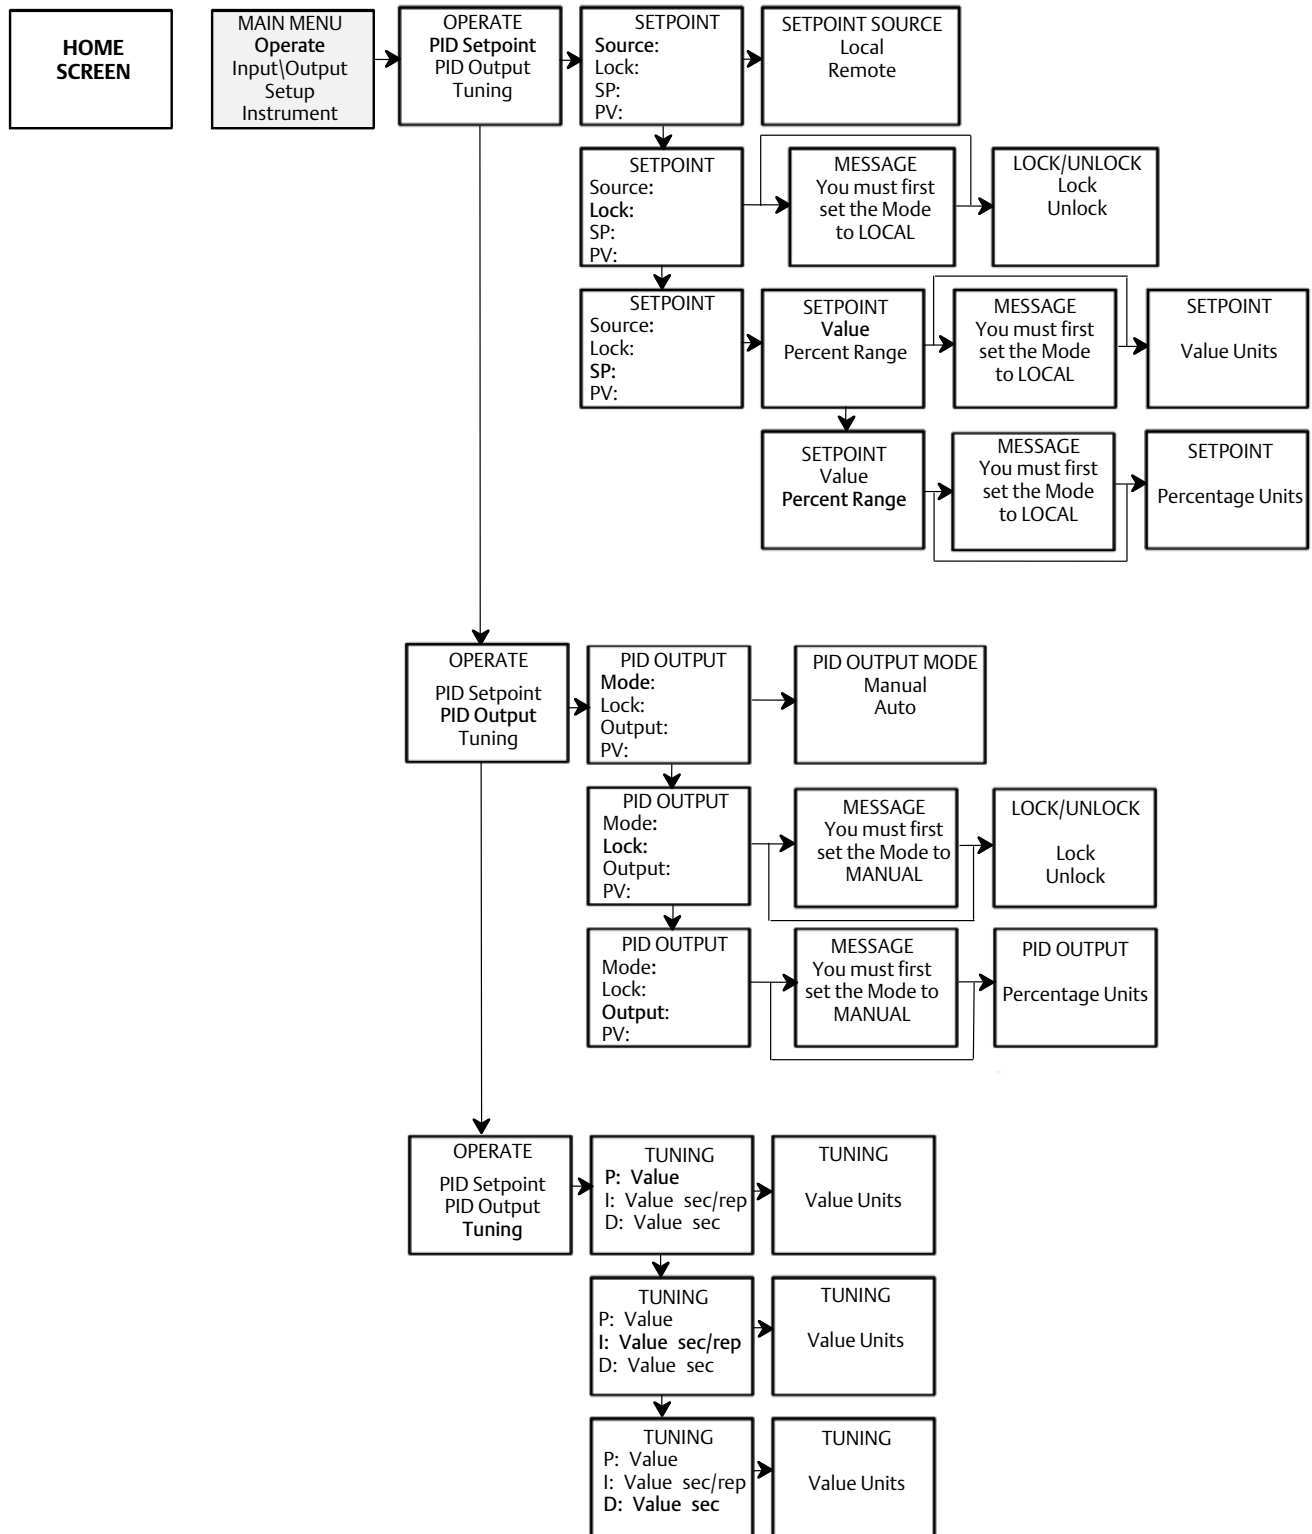 HOME
SCREEN
MAIN MENU
Operate
Input\Output
Setup
Instrument
OPERATE
PID Setpoint
PID Output
Tuning
SETPOINT
Source:
Lock:
SP:
PV:
SETPOINT SOURCE
Local
Remote
SETPOINT
Source:
Lock:
SP:
PV:
MESSAGE
You must first
set the Mode
to LOCAL
LOCK/UNLOCK
Lock
Unlock
SETPOINT
Source:
Lock:
SP:
PV:
SETPOINT
Value
Percent Range
MESSAGE
You must first
set the Mode
to LOCAL
SETPOINT
Value Units
SETPOINT
Value
Percent Range
MESSAGE
You must first
set the Mode
to LOCAL
SETPOINT
Percentage Units
OPERATE
PID Setpoint
PID Output
Tuning
PID OUTPUT
Mode:
Lock:
Output:
PV:
PID OUTPUT MODE
Manual
Auto
PID OUTPUT
Mode:
Lock:
Output:
PV:
MESSAGE
You must first
set the Mode to
MANUAL
LOCK/UNLOCK
Lock
Unlock
PID OUTPUT
Mode:
Lock:
Output:
PV:
MESSAGE
You must first
set the Mode to
MANUAL
PID OUTPUT
Percentage Units
OPERATE
PID Setpoint
PID Output
Tuning
TUNING
P: Value
I: Value sec/rep
D: Value sec
TUNING
Value Units
TUNING
P: Value
I: Value sec/rep
D: Value sec
TUNING
Value Units
TUNING
P: Value
I: Value sec/rep
D: Value sec
TUNING
Value Units